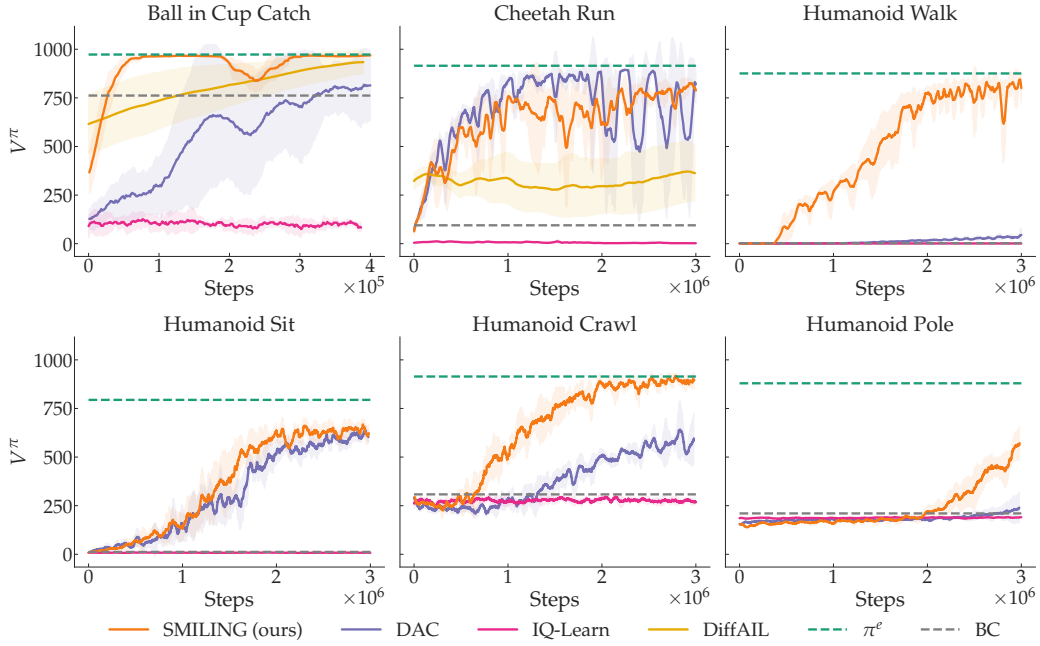 Ball in Cup Catch
Cheetah Run
Humanoid Walk
1000
750
500
250
0
V^π
0 1 2 3 4
Steps ×10^5
0 1 2 3
Steps ×10^6
0 1 2 3
Steps ×10^6
Humanoid Sit
Humanoid Crawl
Humanoid Pole
1000
750
500
250
0
V^π
0 1 2 3
Steps ×10^6
0 1 2 3
Steps ×10^6
0 1 2 3
Steps ×10^6
SMILING (ours) DAC IQ-Learn DiffAIL π^e BC